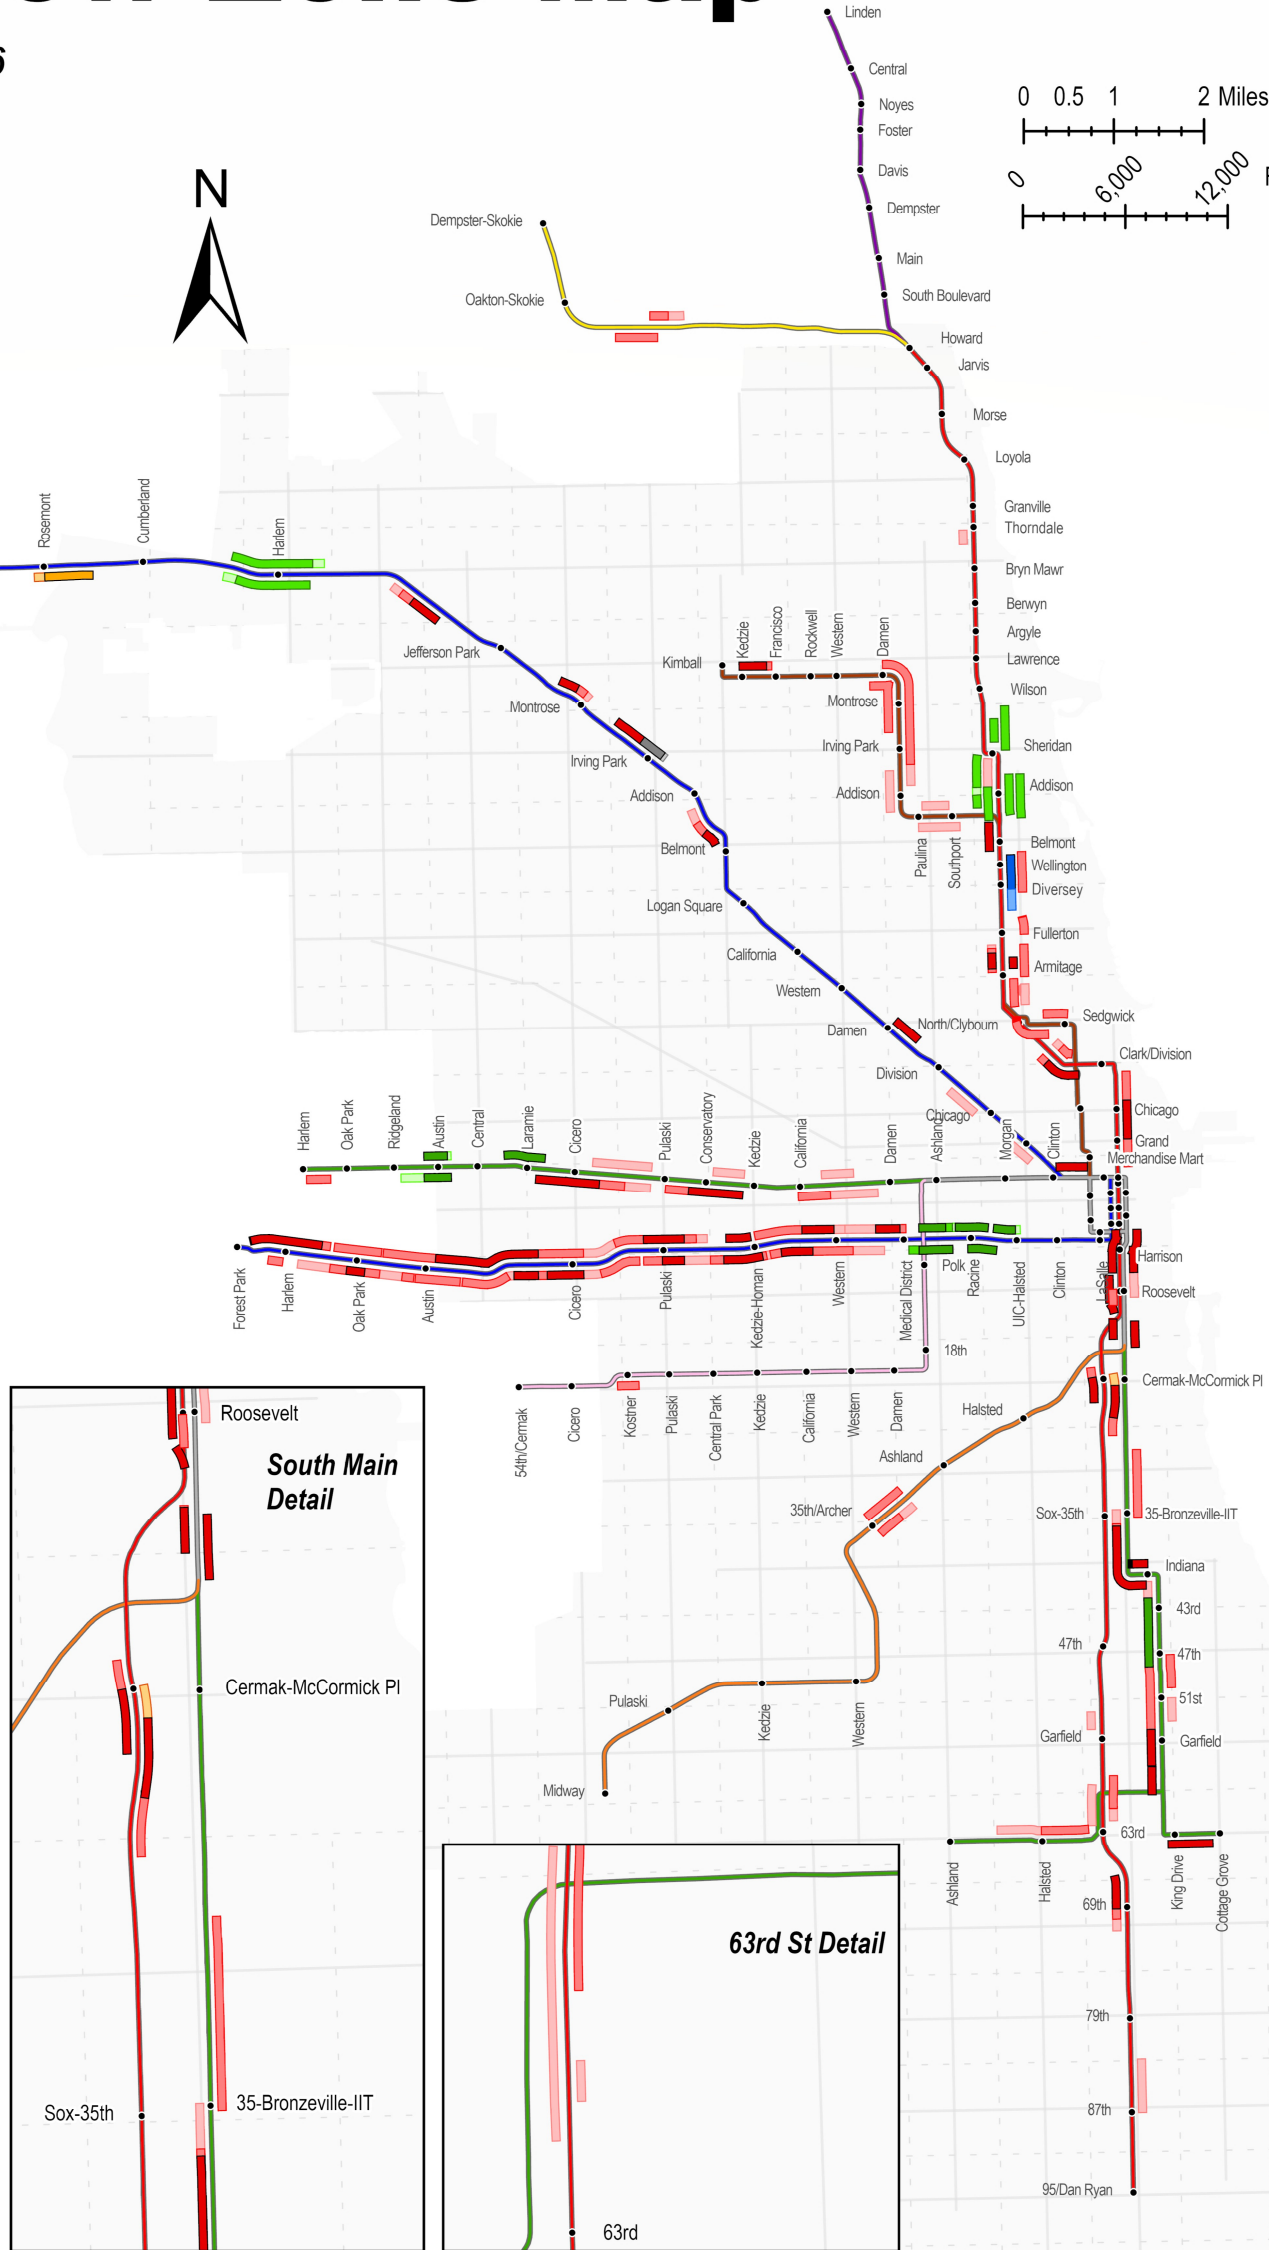 Zone Map
6
N
0 0.5 1 2 Miles
0 6,000 12,000
Linden
Central
Noyes
Foster
Davis
Dempster
Main
South Boulevard
Howard
Jarvis
Morse
Loyola
Granville
Thorndale
Bryn Mawr
Berwyn
Argyle
Lawrence
Wilson
Sheridan
Addison
Belmont
Wellington
Diversey
Fullerton
Armitage
Sedgwick
North/Clybourn
Clark/Division
Chicago
Grand
Merchandise Mart
Dempster-Skokie
Oakton-Skokie
Rosemont
Cumberland
Harlem
Jefferson Park
Montrose
Irving Park
Addison
Belmont
Logan Square
California
Western
Damen
Division
Chicago
Kimball
Kedzie
Francisco
Rockwell
Western
Damen
Montrose
Irving Park
Addison
Paulina
Southport
Harlem
Oak Park
Ridgeland
Austin
Central
Laramie
Cicero
Pulaski
Conservatory
Kedzie
California
Damen
Ashland
Morgan
Clinton
Forest Park
Harlem
Oak Park
Austin
Cicero
Pulaski
Kedzie-Homan
Western
Medical District
Polk
Racine
UIC-Halsted
Clinton
LaSalle
Harrison
Roosevelt
18th
54th/Cermak
Cicero
Kostner
Pulaski
Central Park
Kedzie
California
Western
Damen
Cermak-McCormick Pl
Halsted
Ashland
35th/Archer
Sox-35th
35-Bronzeville-IIT
Indiana
43rd
47th
47th
51st
Garfield
Garfield
Pulaski
Kedzie
Western
Midway
63rd
Ashland
Halsted
King Drive
Cottage Grove
69th
79th
87th
95/Dan Ryan
Roosevelt
South Main
Detail
Cermak-McCormick Pl
Sox-35th
35-Bronzeville-IIT
63rd St Detail
63rd